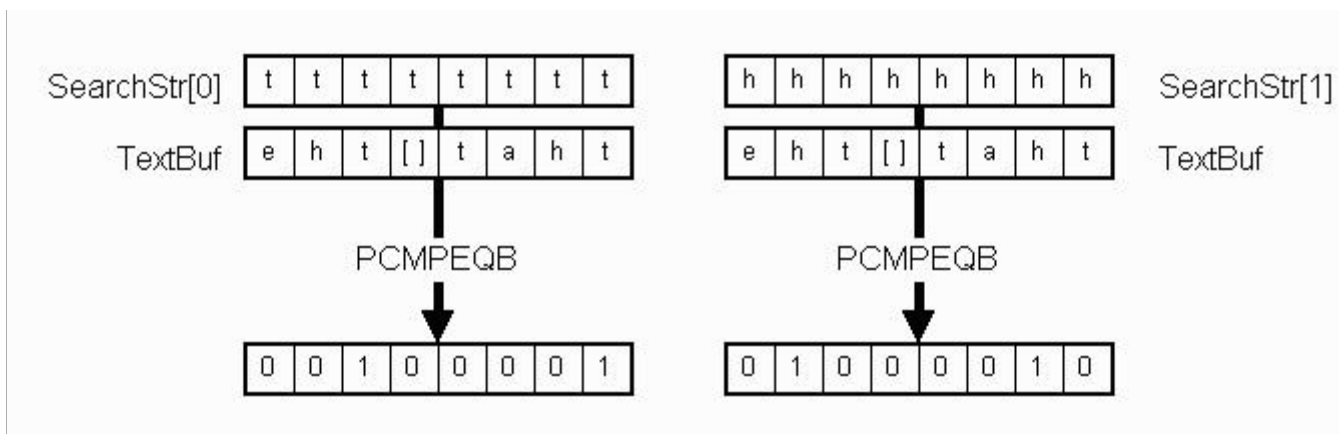 SearchStr[0] t t t t t t t t h h h h h h h h SearchStr[1]
TextBuf e h t [ ] t a h t e h t [ ] t a h t TextBuf
PCMPEQB PCMPEQB
0 0 1 0 0 0 0 1 0 1 0 0 0 0 1 0